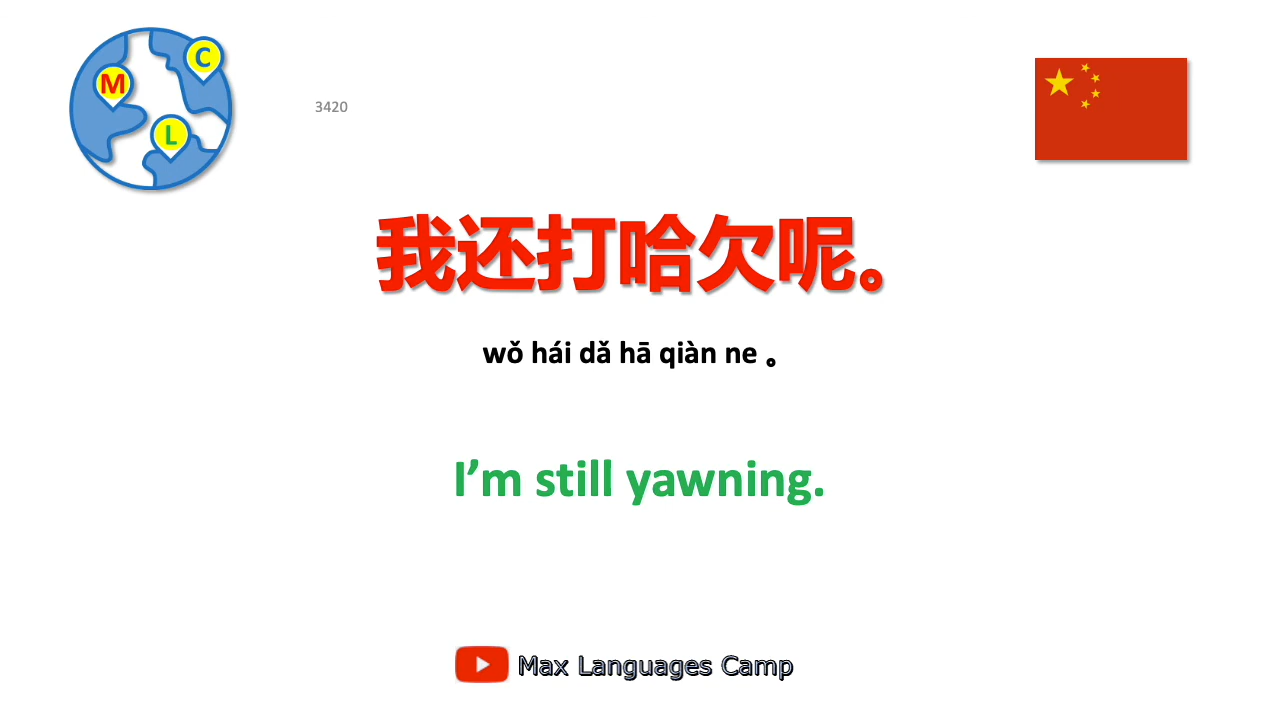 M
C
L
3420
我还打哈欠呢。
wǒ hái dǎ hā qiàn ne 。
I’m still yawning.
Max Languages Camp